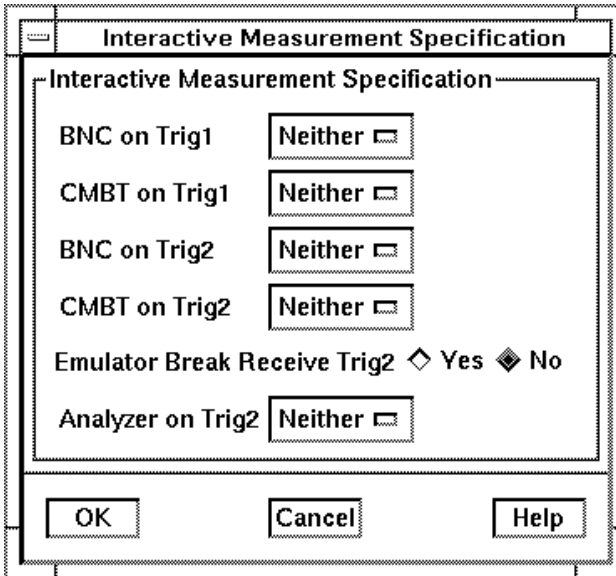 Interactive Measurement Specification
Interactive Measurement Specification
BNC on Trig1 Neither
CMBT on Trig1 Neither
BNC on Trig2 Neither
CMBT on Trig2 Neither
Emulator Break Receive Trig2 Yes No
Analyzer on Trig2 Neither
OK Cancel Help